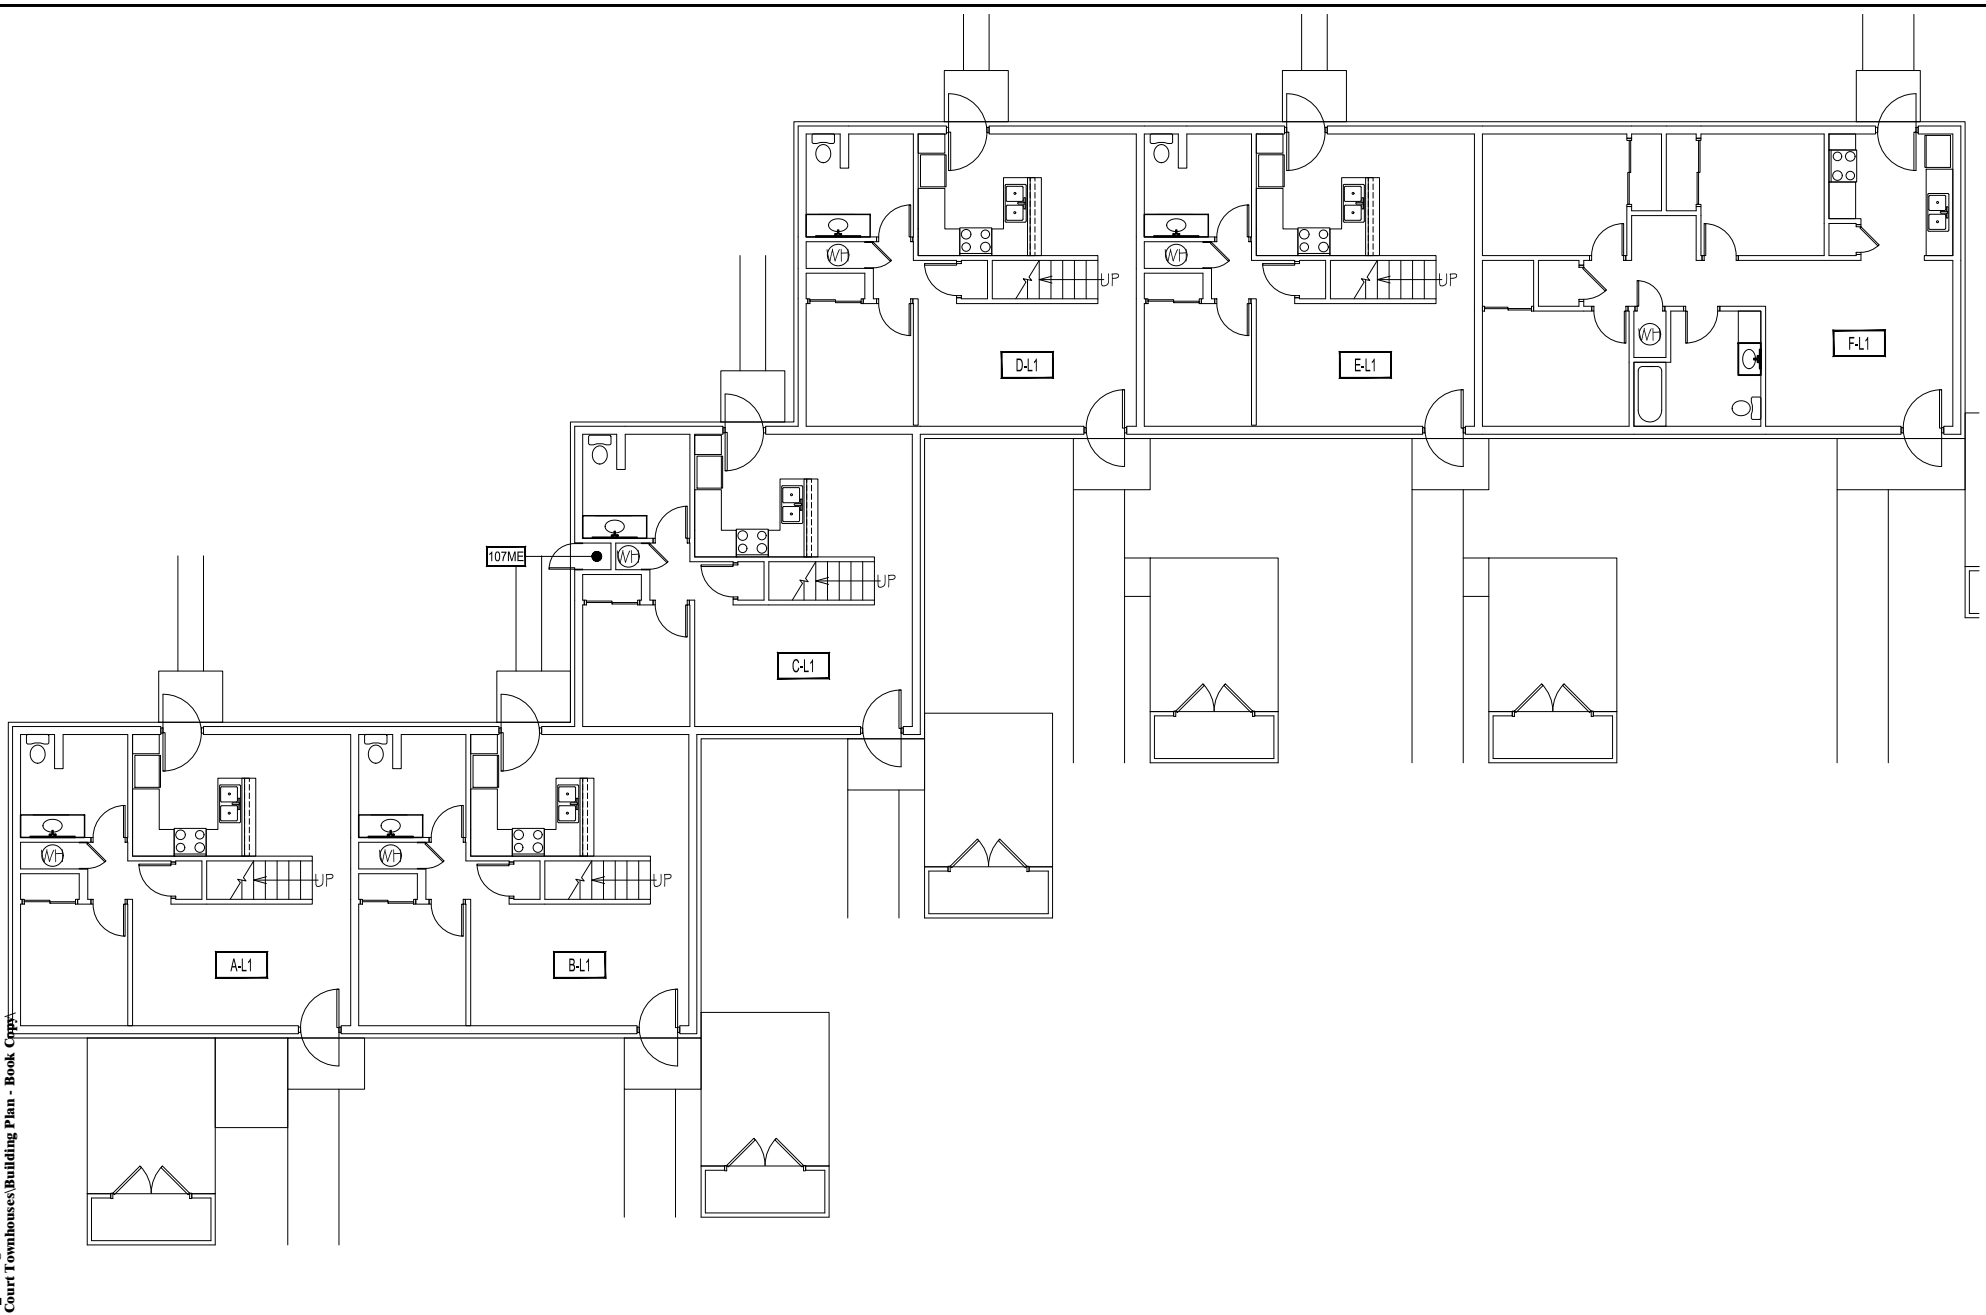 UP
UP
D-L1
E-L1
F-L1
WH
WH
WH
107ME
WH
UP
C-L1
WH
WH
UP
UP
A-L1
B-L1
Court Townhouses\Building Plan - Book Copy\